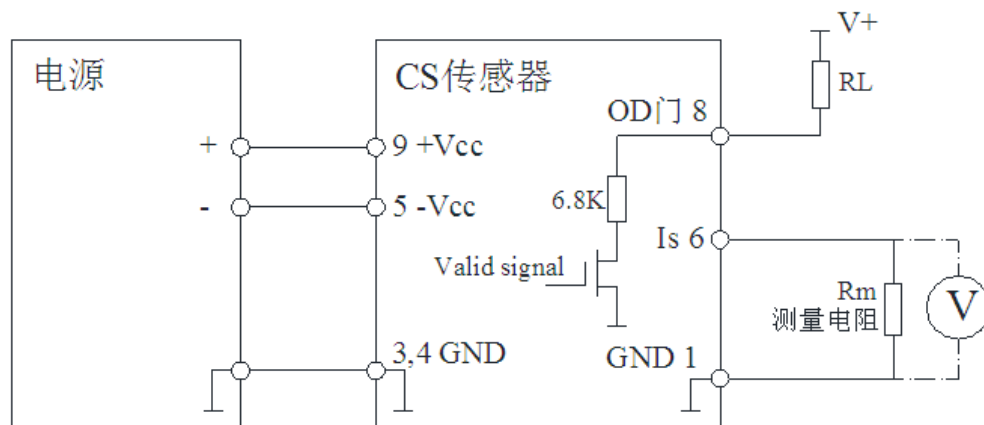 V+
电源
CS传感器
RL
OD门 8
+
9 +Vcc
6.8K
-
5 -Vcc
Is 6
Valid signal
Rm
V
测量电阻
3,4 GND
GND 1